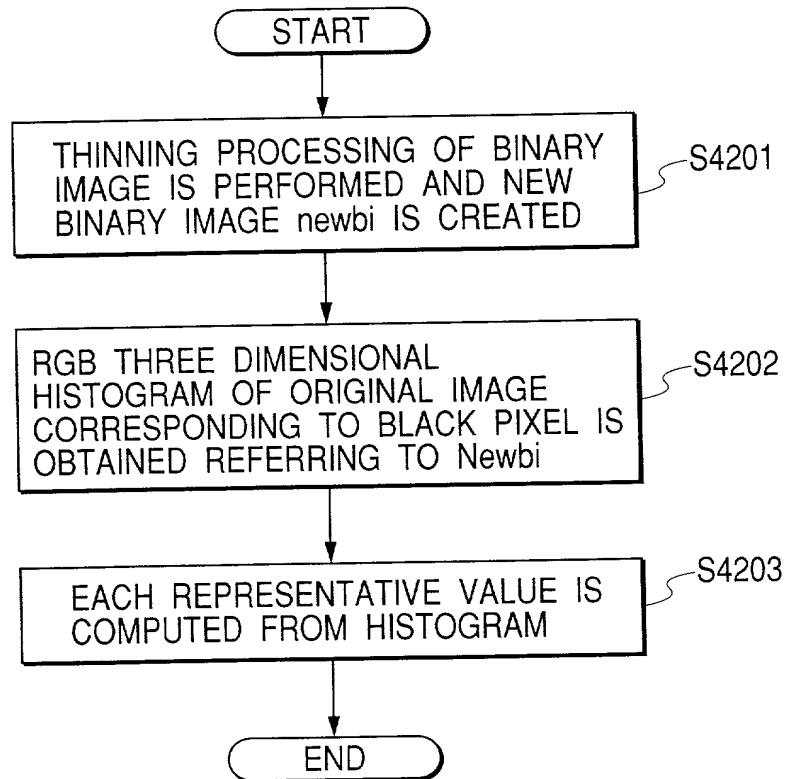 START
THINNING PROCESSING OF BINARY
IMAGE IS PERFORMED AND NEW
BINARY IMAGE newbi IS CREATED
S4201
RGB THREE DIMENSIONAL
HISTOGRAM OF ORIGINAL IMAGE
CORRESPONDING TO BLACK PIXEL IS
OBTAINED REFERRING TO Newbi
S4202
EACH REPRESENTATIVE VALUE IS
COMPUTED FROM HISTOGRAM
S4203
END